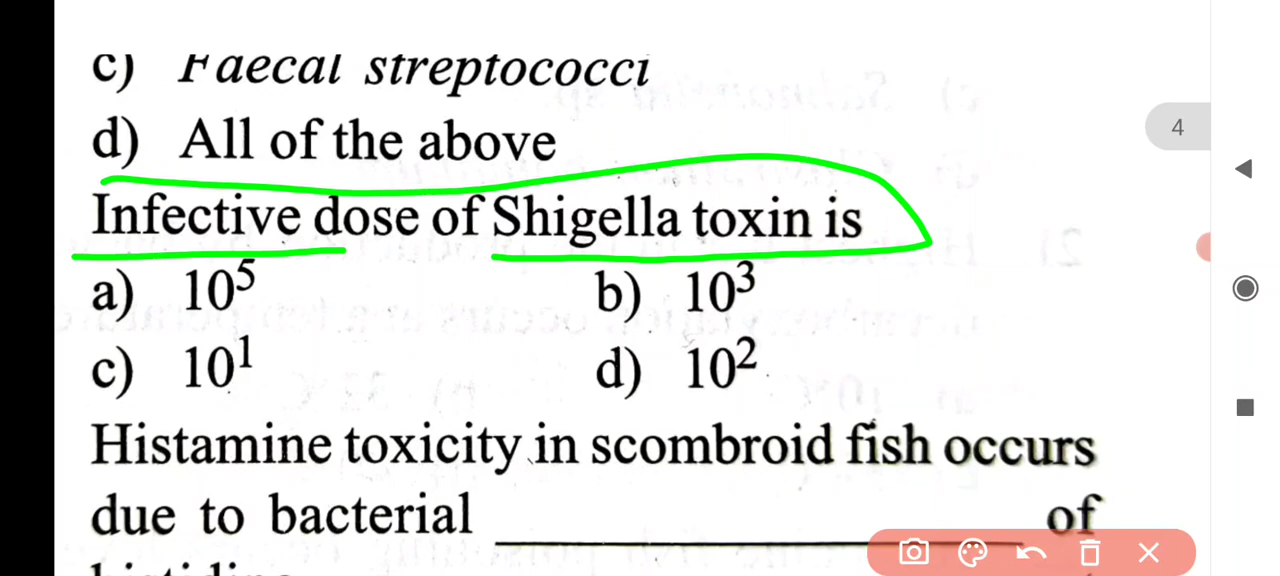 c) Faecal streptococci
d) All of the above
4
Infective dose of Shigella toxin is
a) 10⁵ b) 10³
c) 10¹ d) 10²
Histamine toxicity in scombroid fish occurs
due to bacterial ____________ of